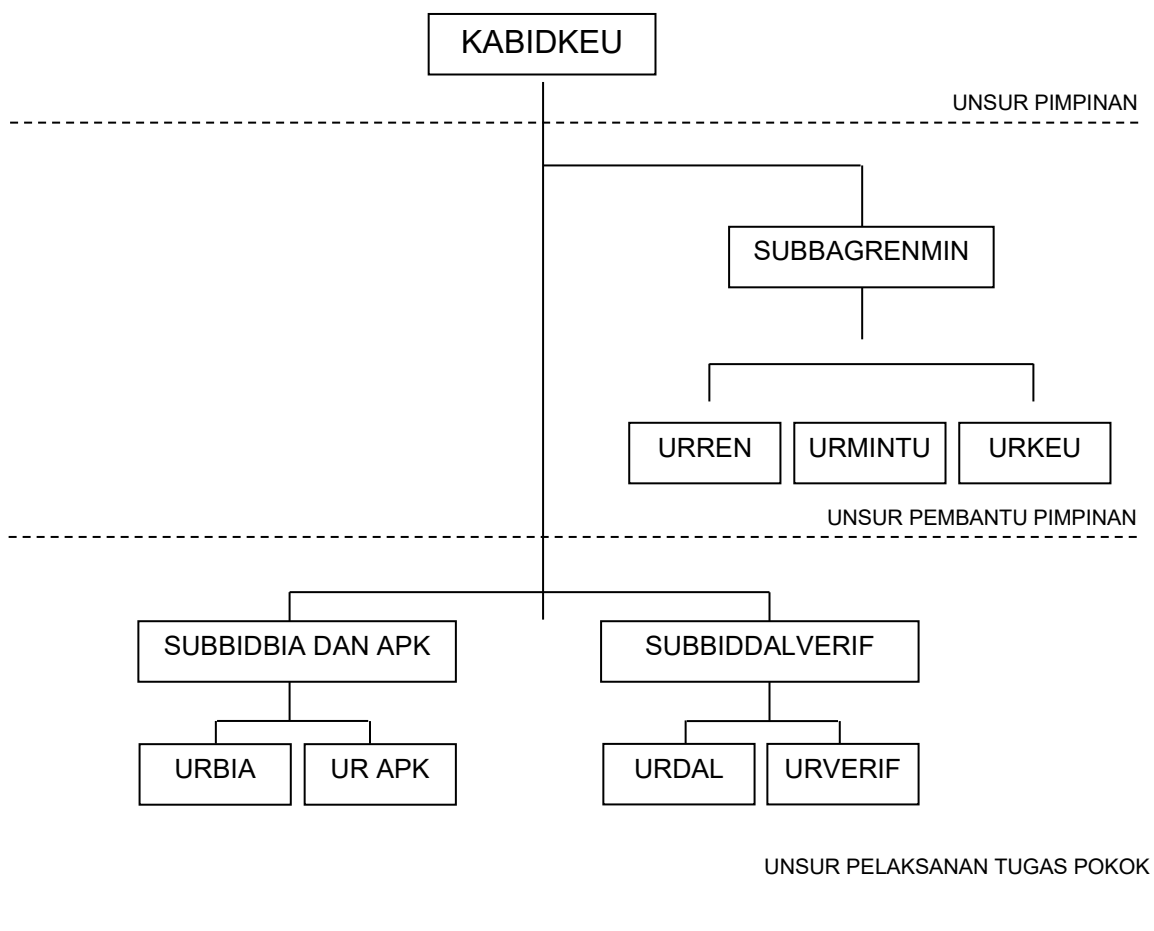 KABIDKEU
UNSUR PIMPINAN
SUBBAGRENMIN
URREN
URMINTU
URKEU
UNSUR PEMBANTU PIMPINAN
SUBBIDBIA DAN APK
SUBBIDDALVERIF
URBIA
UR APK
URDAL
URVERIF
UNSUR PELAKSANAN TUGAS POKOK